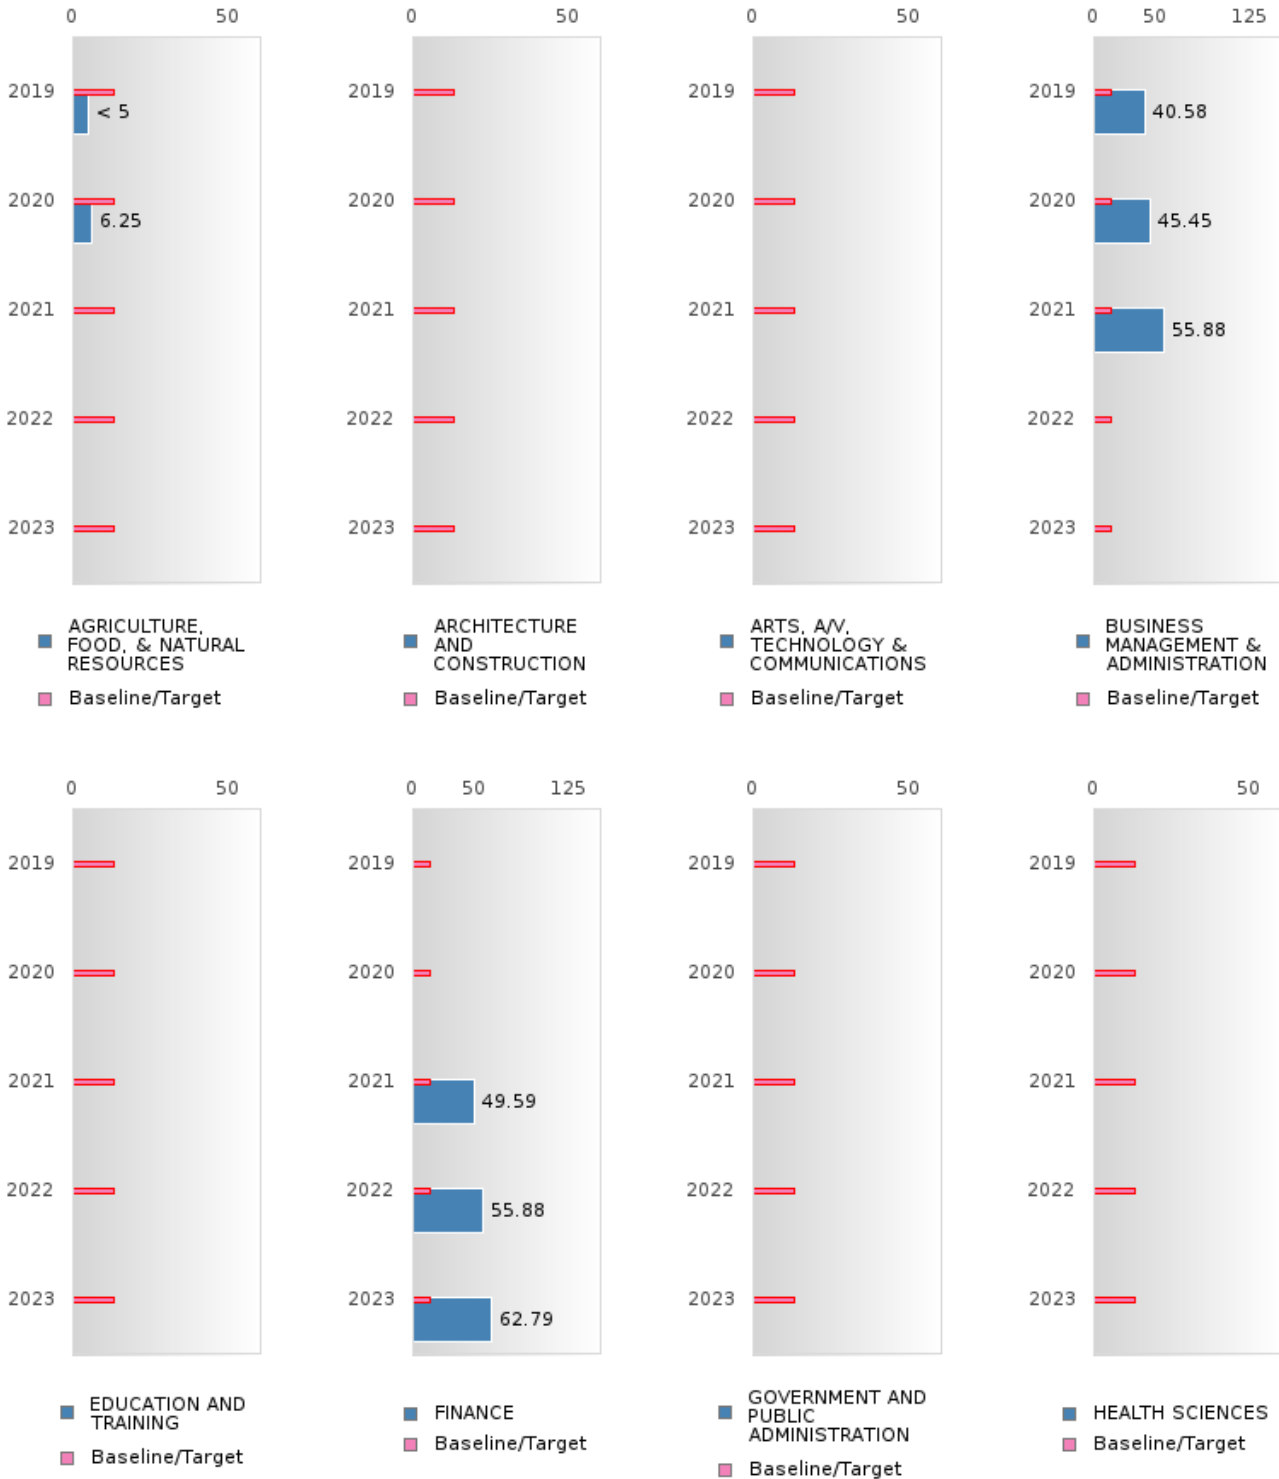 0 50
2019
< 5
2020
6.25
2021
2022
2023
AGRICULTURE,
FOOD, & NATURAL
RESOURCES
Baseline/Target
0 50
2019
2020
2021
2022
2023
ARCHITECTURE
AND
CONSTRUCTION
Baseline/Target
0 50
2019
2020
2021
2022
2023
ARTS, A/V,
TECHNOLOGY &
COMMUNICATIONS
Baseline/Target
0 50 125
2019
40.58
2020
45.45
2021
55.88
2022
2023
BUSINESS
MANAGEMENT &
ADMINISTRATION
Baseline/Target
0 50
2019
2020
2021
2022
2023
EDUCATION AND
TRAINING
Baseline/Target
0 50 125
2019
2020
2021
49.59
2022
55.88
2023
62.79
FINANCE
Baseline/Target
0 50
2019
2020
2021
2022
2023
GOVERNMENT AND
PUBLIC
ADMINISTRATION
Baseline/Target
0 50
2019
2020
2021
2022
2023
HEALTH SCIENCES
Baseline/Target